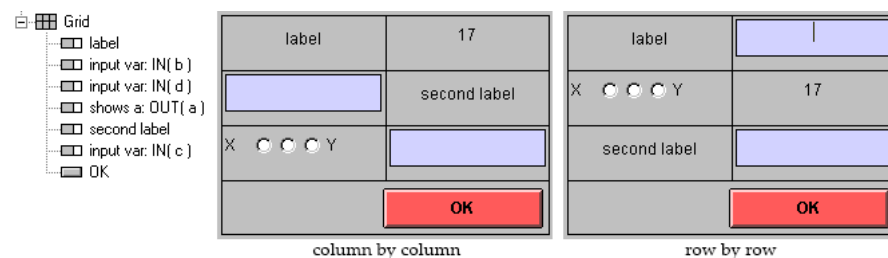 Grid
label
input var: IN( b )
input var: IN( d )
shows a: OUT( a )
second label
input var: IN( c )
OK
label 17
second label
X Y
OK
column by column
label
X Y 17
second label
OK
row by row